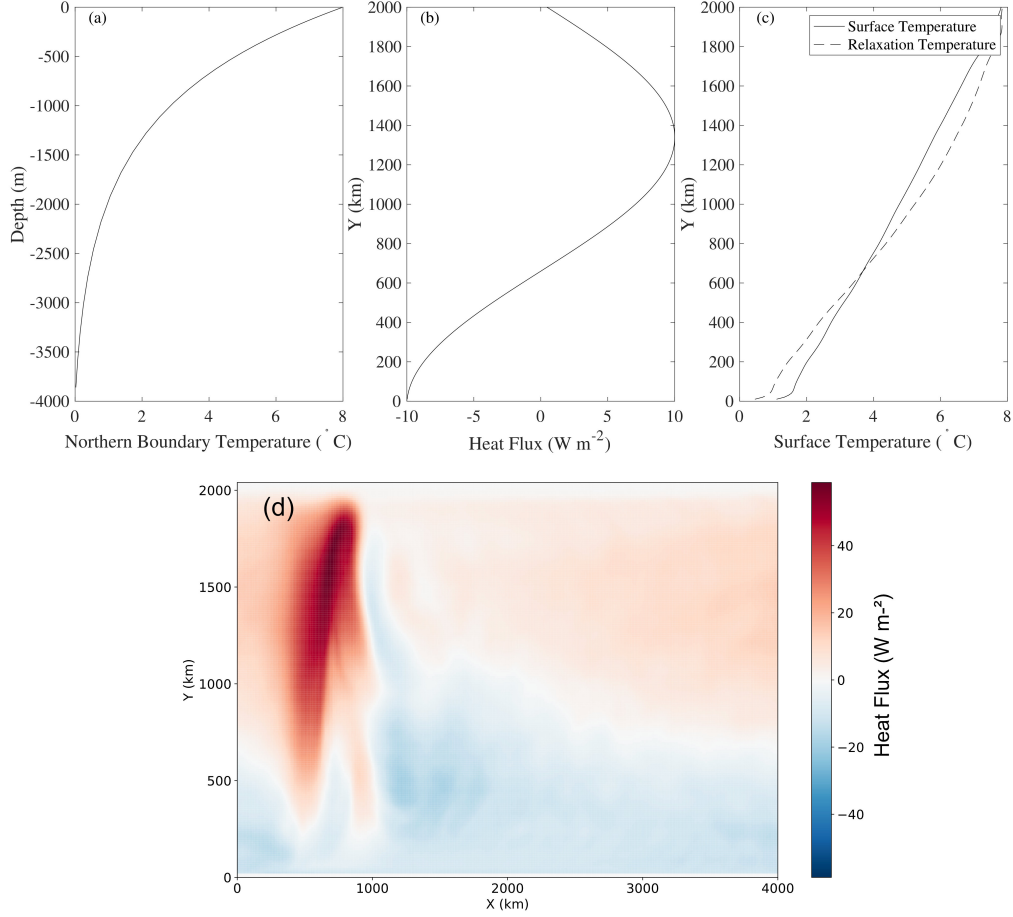 (a)
0
-500
-1000
-1500
-2000
-2500
-3000
-3500
-4000
Depth (m)
0 2 4 6 8
Northern Boundary Temperature (˚C)
(b)
2000
1800
1600
1400
1200
1000
800
600
400
200
0
Y (km)
-10 -5 0 5 10
Heat Flux (W m-2)
(c)
Surface Temperature
Relaxation Temperature
2000
1800
1600
1400
1200
1000
800
600
400
200
0
Y (km)
0 2 4 6 8
Surface Temperature (˚C)
(d)
2000
1500
1000
500
0
Y (km)
0 1000 2000 3000 4000
X (km)
40
20
0
−20
−40
Heat Flux (W m-²)